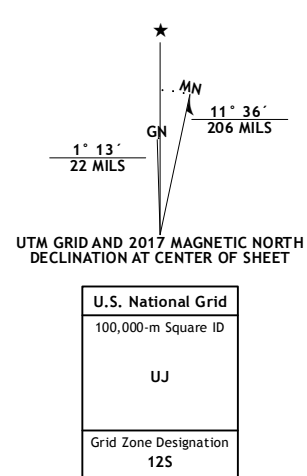 ★
MN
11° 36´
206 MILS
GN
1° 13´
22 MILS
UTM GRID AND 2017 MAGNETIC NORTH
DECLINATION AT CENTER OF SHEET
U.S. National Grid
100,000-m Square ID
UJ
Grid Zone Designation
12S